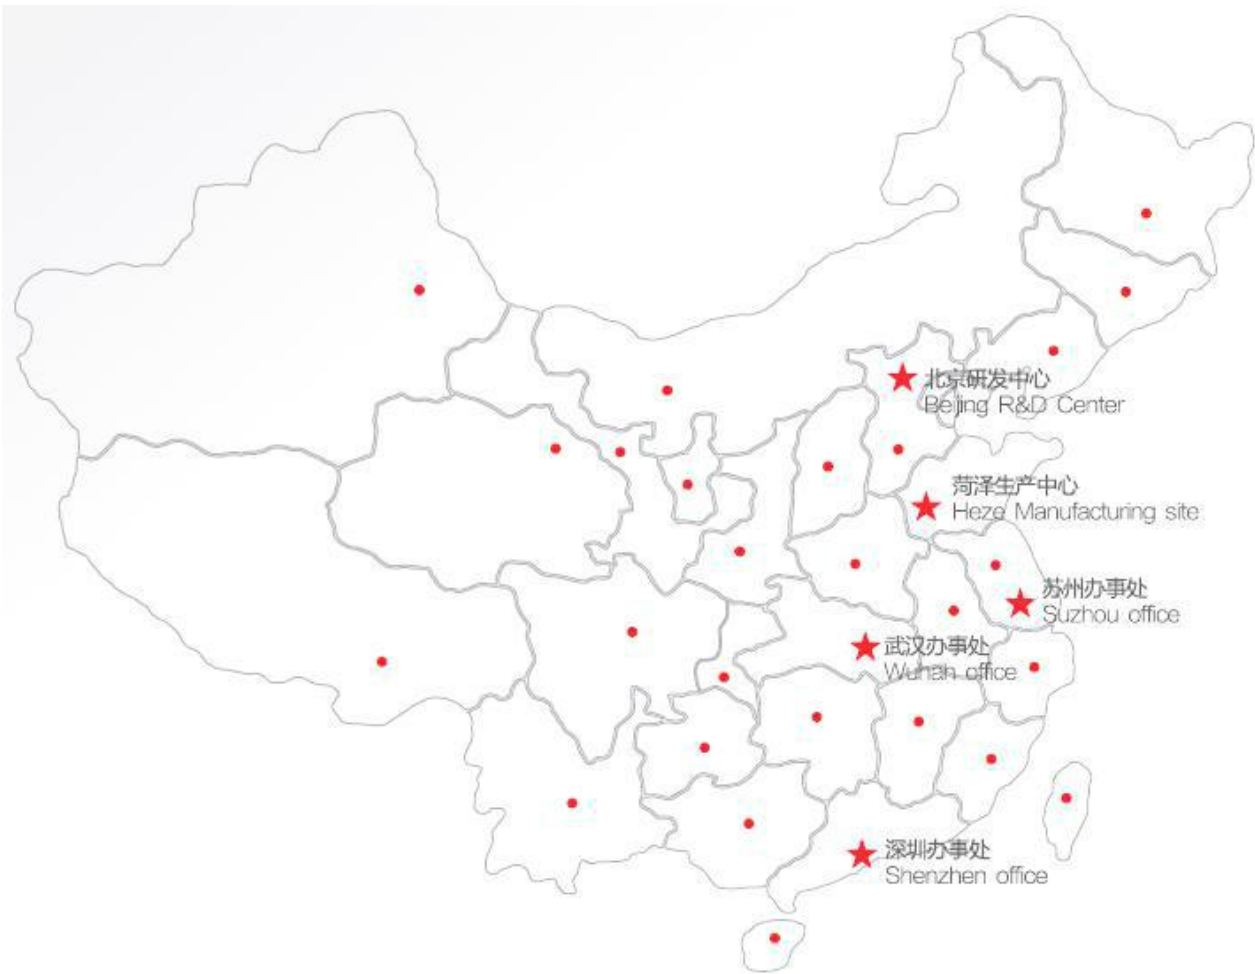 北京研发中心
Beijing R&D Center
菏泽生产中心
Heze Manufacturing site
苏州办事处
Suzhou office
武汉办事处
Wuhan office
深圳办事处
Shenzhen office